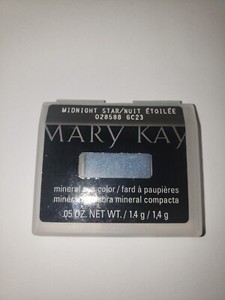 MIDNIGHT STAR/NUIT ÉTOILÉE
028588 GC23
MARY KAY
mineral eye color / fard à paupières
compacta
.05 OZ. NET WT. / 1.4 g / 1,4 g